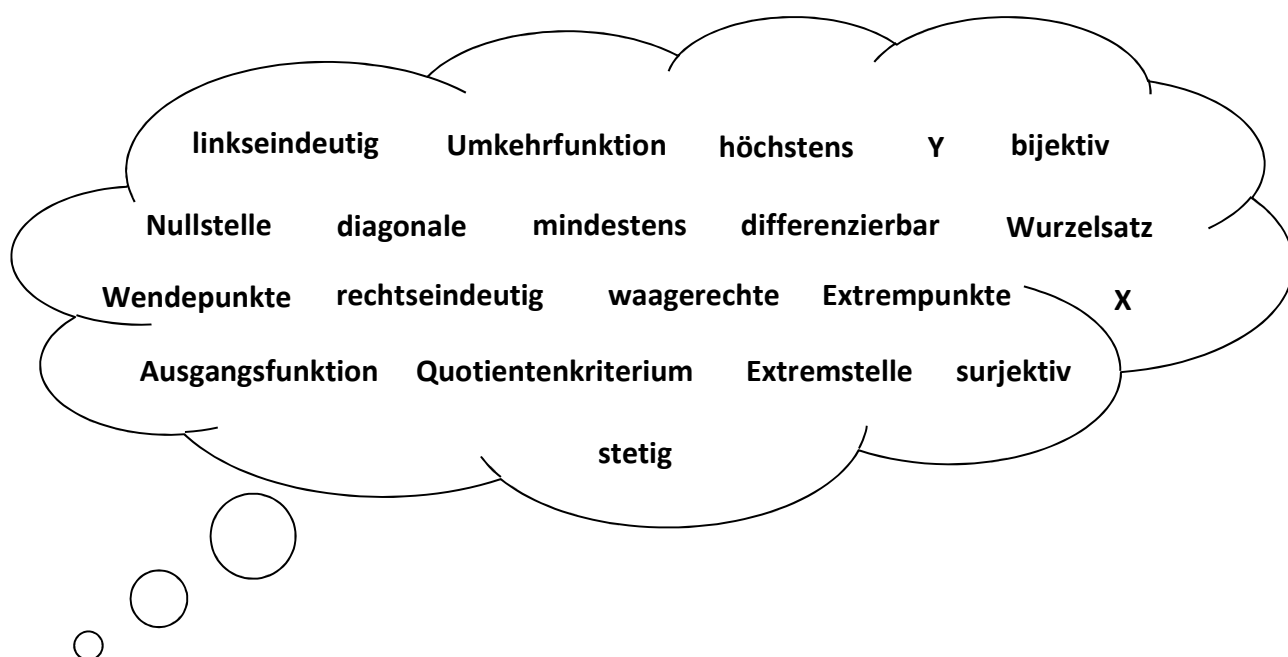 linkseindeutig Umkehrfunktion höchstens Y bijektiv
Nullstelle diagonale mindestens differenzierbar Wurzelsatz
Wendepunkte rechtseindeutig waagerechte Extrempunkte X
Ausgangsfunktion Quotientenkriterium Extremstelle surjektiv
stetig